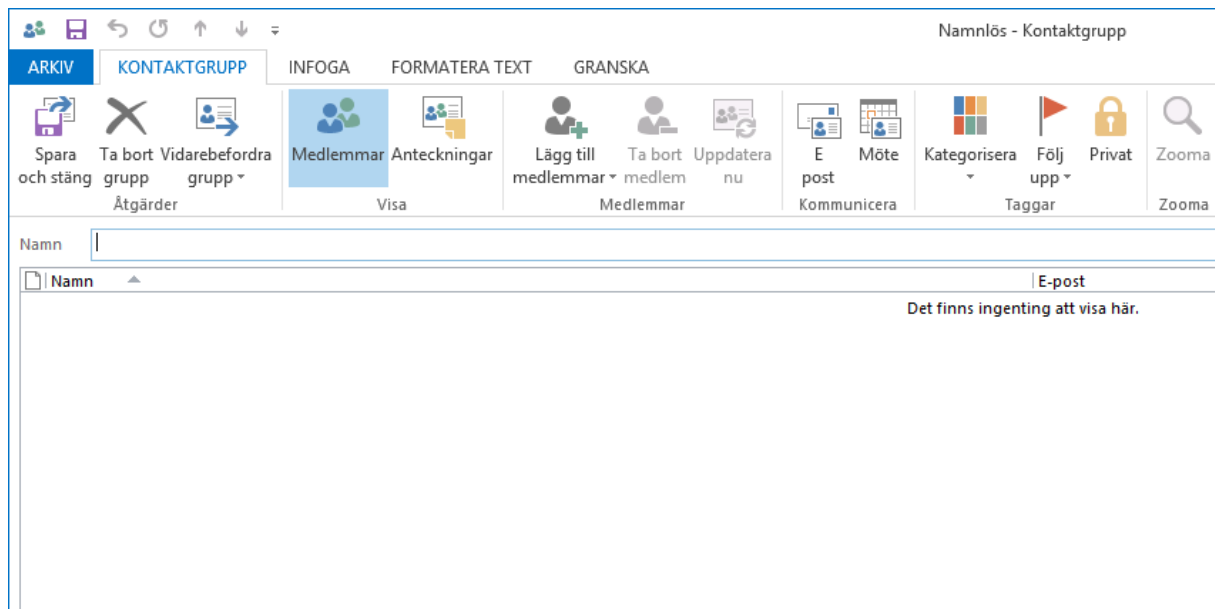 Namnlös - Kontaktgrupp
ARKIV KONTAKTGRUPP INFOGA FORMATERA TEXT GRANSKA
Spara och stäng
Ta bort grupp
Vidarebefordra grupp
Åtgärder
Medlemmar
Anteckningar
Visa
Lägg till medlemmar
Ta bort medlem
Uppdatera nu
Medlemmar
E post
Möte
Kommunicera
Kategorisera
Följ upp
Privat
Taggar
Zooma
Zooma
Namn
Namn E-post
Det finns ingenting att visa här.